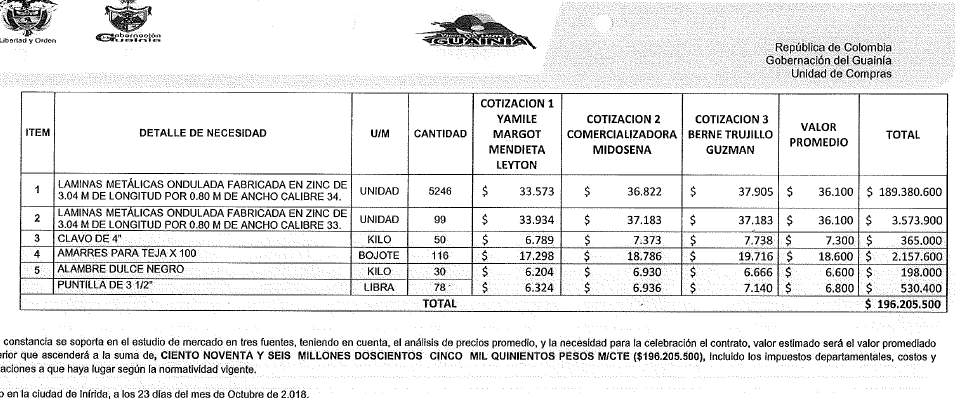 Libertad y Orden
Gobernación
Guainía
GUAINÍA
República de Colombia
Gobernación del Guainía
Unidad de Compras
ITEM DETALLE DE NECESIDAD U/M CANTIDAD COTIZACION 1 YAMILE MARGOT MENDIETA LEYTON COTIZACION 2 COMERCIALIZADORA MIDOSENA COTIZACION 3 BERNE TRUJILLO GUZMAN VALOR PROMEDIO TOTAL
1 LAMINAS METÁLICAS ONDULADA FABRICADA EN ZINC DE 3.04 M DE LONGITUD POR 0.80 M DE ANCHO CALIBRE 34. UNIDAD 5246 $ 33.573 $ 36.822 $ 37.905 $ 36.100 $ 189.380.600
2 LAMINAS METÁLICAS ONDULADA FABRICADA EN ZINC DE 3.04 M DE LONGITUD POR 0.80 M DE ANCHO CALIBRE 33. UNIDAD 99 $ 33.934 $ 37.183 $ 37.183 $ 36.100 $ 3.573.900
3 CLAVO DE 4" KILO 50 $ 6.789 $ 7.373 $ 7.738 $ 7.300 $ 365.000
4 AMARRES PARA TEJA X 100 BOJOTE 116 $ 17.298 $ 18.786 $ 19.716 $ 18.600 $ 2.157.600
5 ALAMBRE DULCE NEGRO KILO 30 $ 6.204 $ 6.930 $ 6.666 $ 6.600 $ 198.000
PUNTILLA DE 3 1/2" LIBRA 78 $ 6.324 $ 6.936 $ 7.140 $ 6.800 $ 530.400
TOTAL $ 196.205.500
constancia se soporta en el estudio de mercado en tres fuentes, teniendo en cuenta, el análisis de precios promedio, y la necesidad para la celebración el contrato, valor estimado será el valor promediado
erior que ascenderá a la suma de, CIENTO NOVENTA Y SEIS MILLONES DOSCIENTOS CINCO MIL QUINIENTOS PESOS M/CTE ($196.205.500), Incluido los impuestos departamentales, costos y
aciones a que haya lugar según la normatividad vigente.
o en la ciudad de Inírida, a los 23 días del mes de Octubre de 2.018.